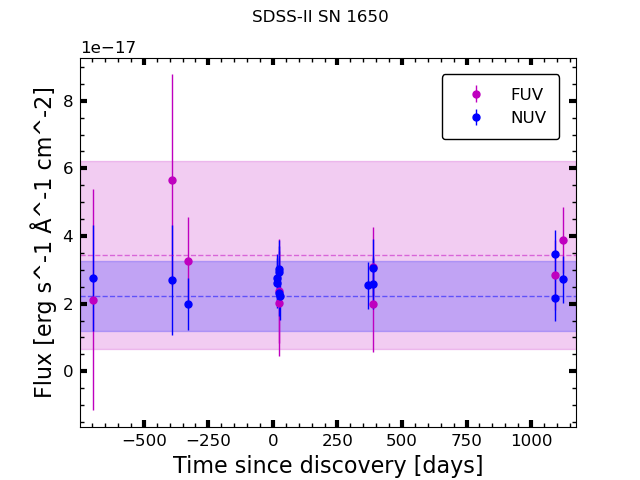 SDSS-II SN 1650
1e−17
FUV
NUV
8
6
4
2
0
Flux [erg s^-1 Å^-1 cm^-2]
−500 −250 0 250 500 750 1000
Time since discovery [days]